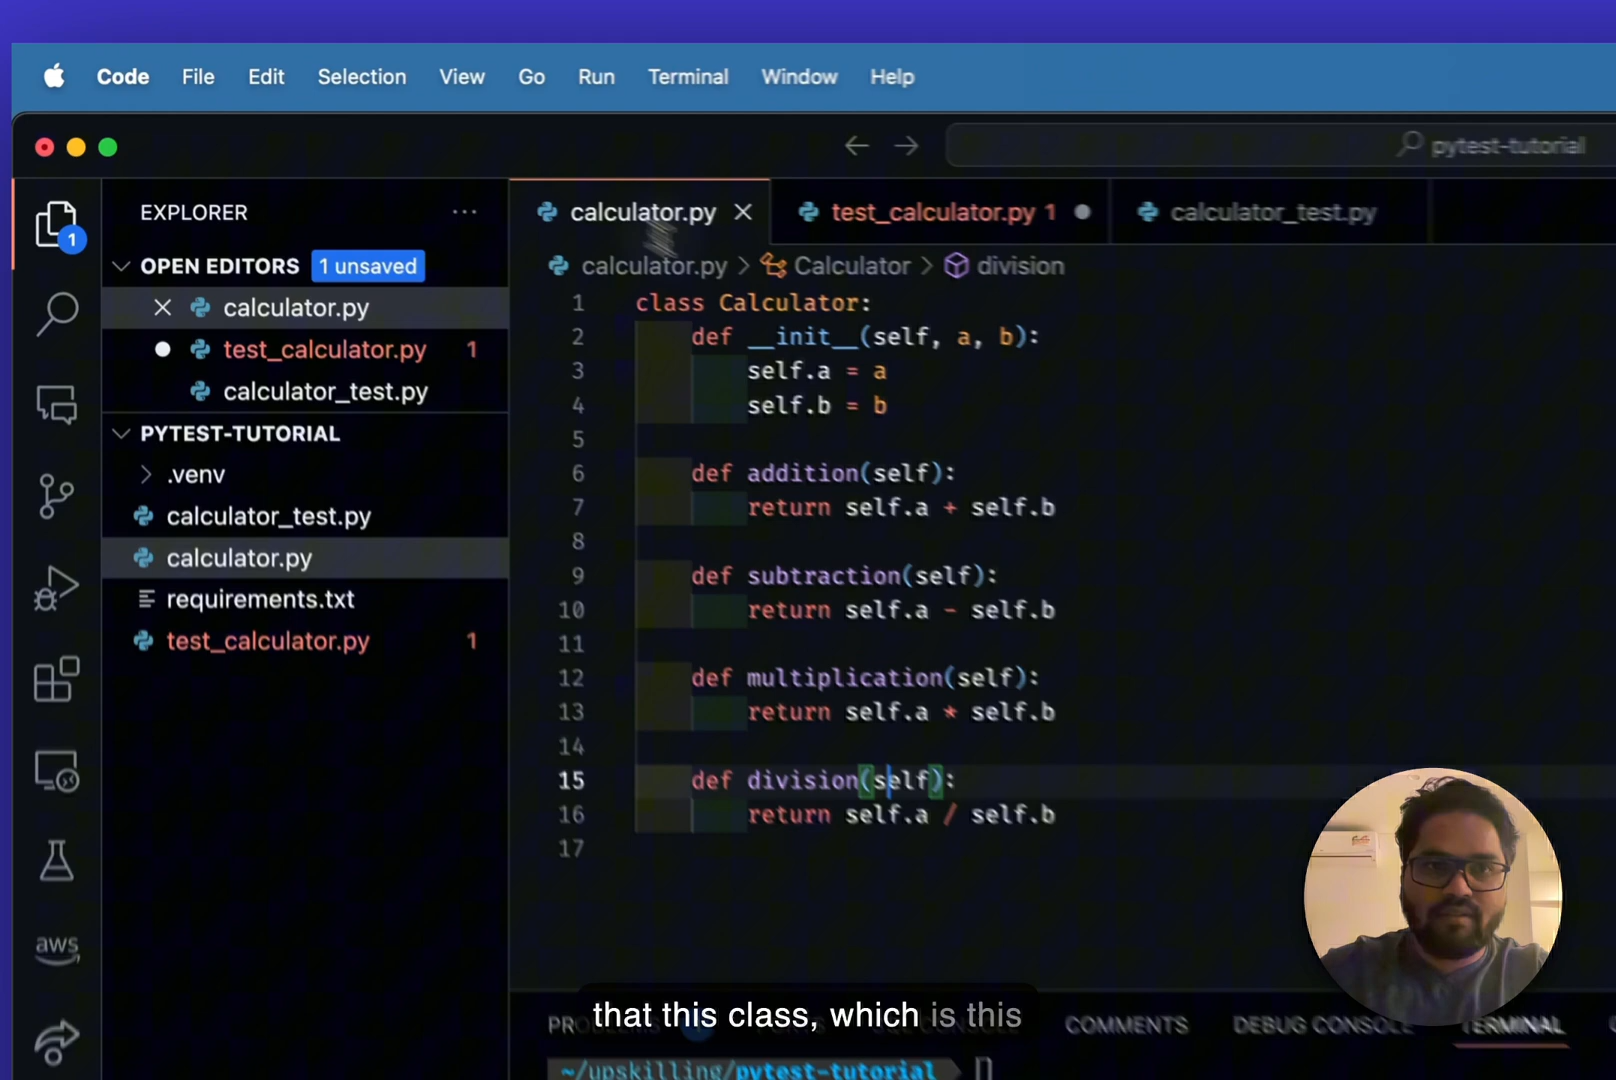 Code File Edit Selection View Go Run Terminal Window Help
pytest-tutorial
EXPLORER
1
OPEN EDITORS 1 unsaved
calculator.py
test_calculator.py 1
calculator_test.py
PYTEST-TUTORIAL
.venv
calculator_test.py
calculator.py
requirements.txt
test_calculator.py 1
aws
calculator.py test_calculator.py 1 calculator_test.py
calculator.py > Calculator > division
1 class Calculator:
2 def __init__(self, a, b):
3 self.a = a
4 self.b = b
5
6 def addition(self):
7 return self.a + self.b
8
9 def subtraction(self):
10 return self.a - self.b
11
12 def multiplication(self):
13 return self.a * self.b
14
15 def division(self):
16 return self.a / self.b
17
that this class, which is this
COMMENTS DEBUG CONSOLE TERMINAL
~/upskilling/pytest-tutorial